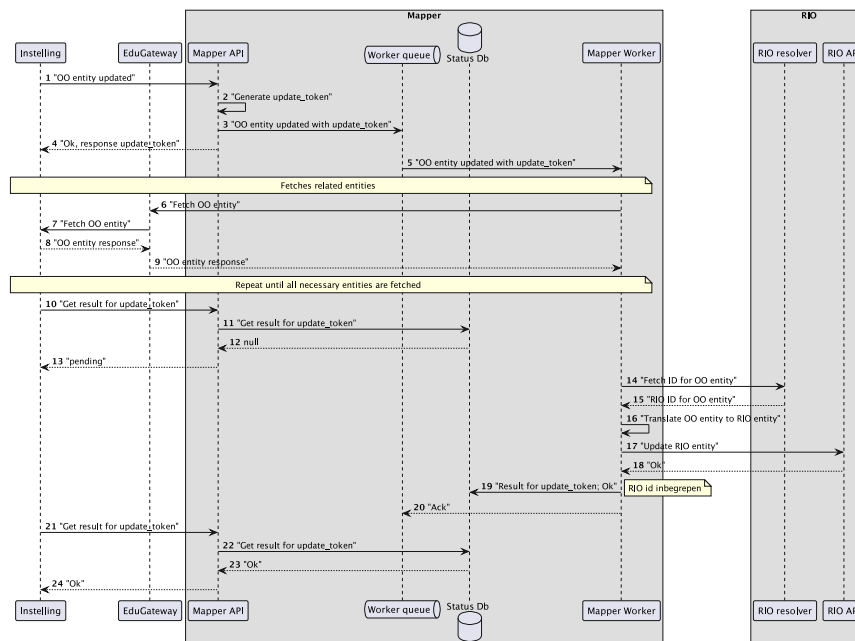 Mapper
RIO
Instelling
EduGateway
Mapper API
Worker queue
Status Db
Mapper Worker
RIO resolver
RIO AP
1 "OO entity updated"
2 "Generate update_token"
3 "OO entity updated with update_token"
4 "Ok, response update_token"
5 "OO entity updated with update_token"
Fetches related entities
6 "Fetch OO entity"
7 "Fetch OO entity"
8 "OO entity response"
9 "OO entity response"
Repeat until all necessary entities are fetched
10 "Get result for update_token"
11 "Get result for update_token"
12 null
13 "pending"
14 "Fetch ID for OO entity"
15 "RIO ID for OO entity"
16 "Translate OO entity to RIO entity"
17 "Update RIO entity"
18 "Ok"
19 "Result for update_token; Ok"
RIO id inbegrepen
20 "Ack"
21 "Get result for update_token"
22 "Get result for update_token"
23 "Ok"
24 "Ok"
Instelling
EduGateway
Mapper API
Worker queue
Status Db
Mapper Worker
RIO resolver
RIO AP